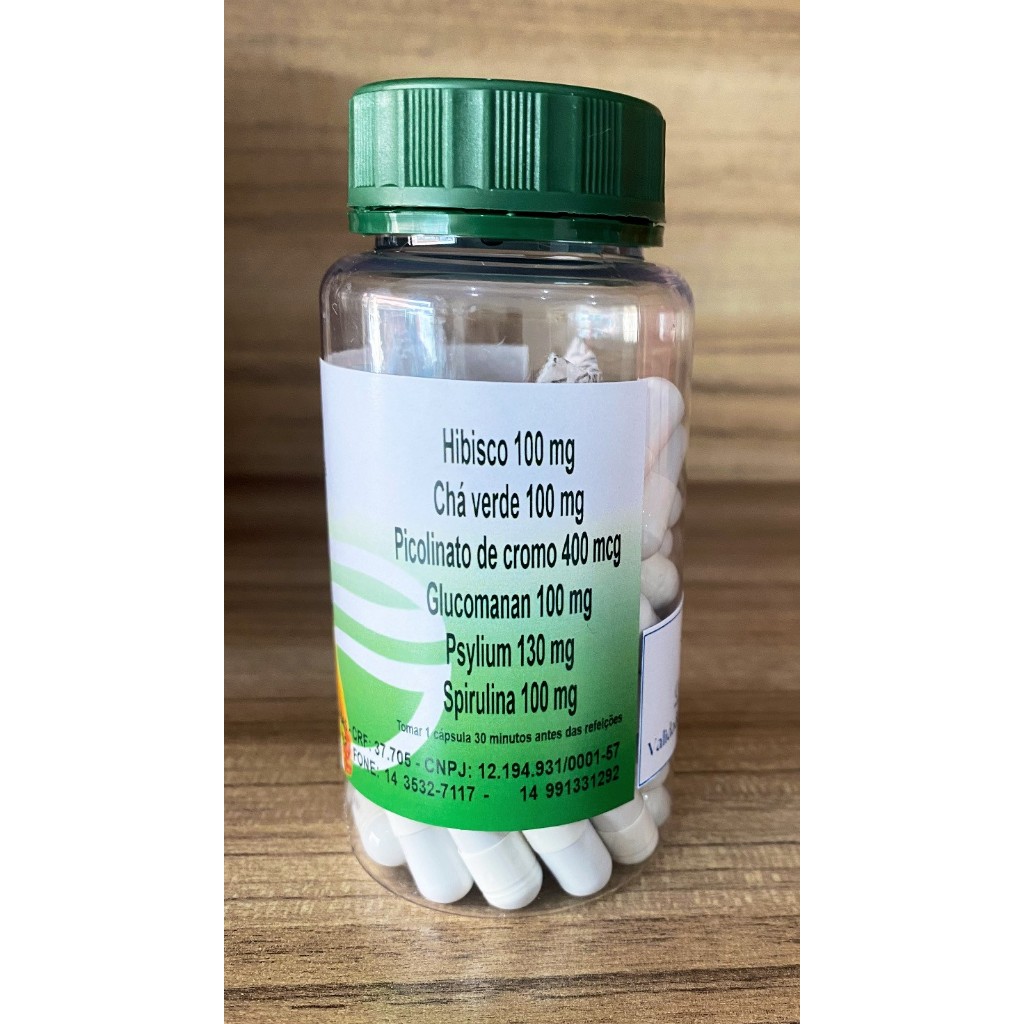 Hibisco 100 mg
Chá verde 100 mg
Picolinato de cromo 400 mcg
Glucomanan 100 mg
Psylium 130 mg
Spirulina 100 mg
Tomar 1 cápsula 30 minutos antes das refeições
CRF: 37.705 - CNPJ: 12.194.931/0001-57
FONE: 14 3532-7117 - 14 991331292